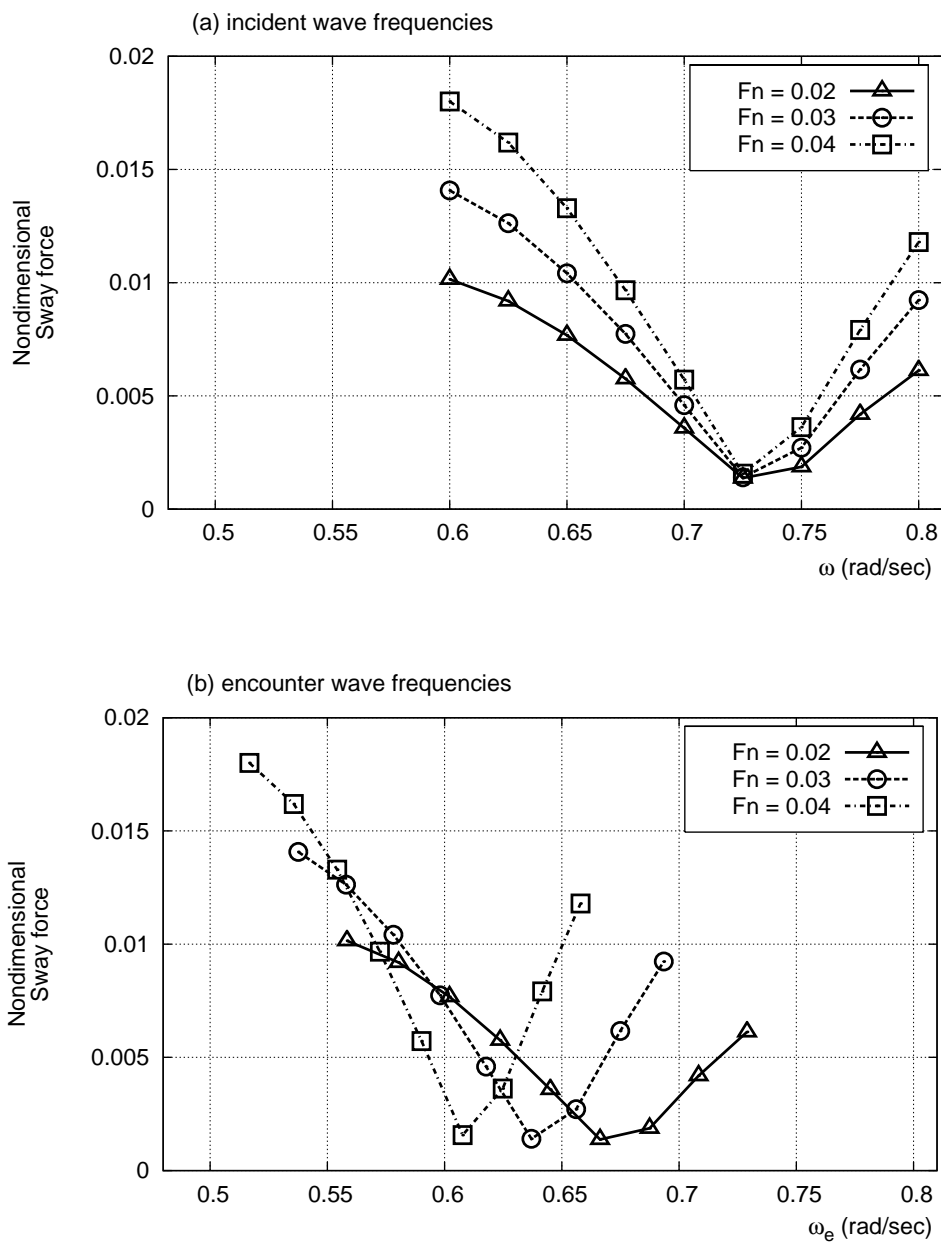 (a) incident wave frequencies
0.02
0.015
0.01
0.005
0
Nondimensional
Sway force
Fn = 0.02
Fn = 0.03
Fn = 0.04
0.5 0.55 0.6 0.65 0.7 0.75 0.8
ω (rad/sec)
(b) encounter wave frequencies
0.02
0.015
0.01
0.005
0
Nondimensional
Sway force
Fn = 0.02
Fn = 0.03
Fn = 0.04
0.5 0.55 0.6 0.65 0.7 0.75 0.8
ωe (rad/sec)